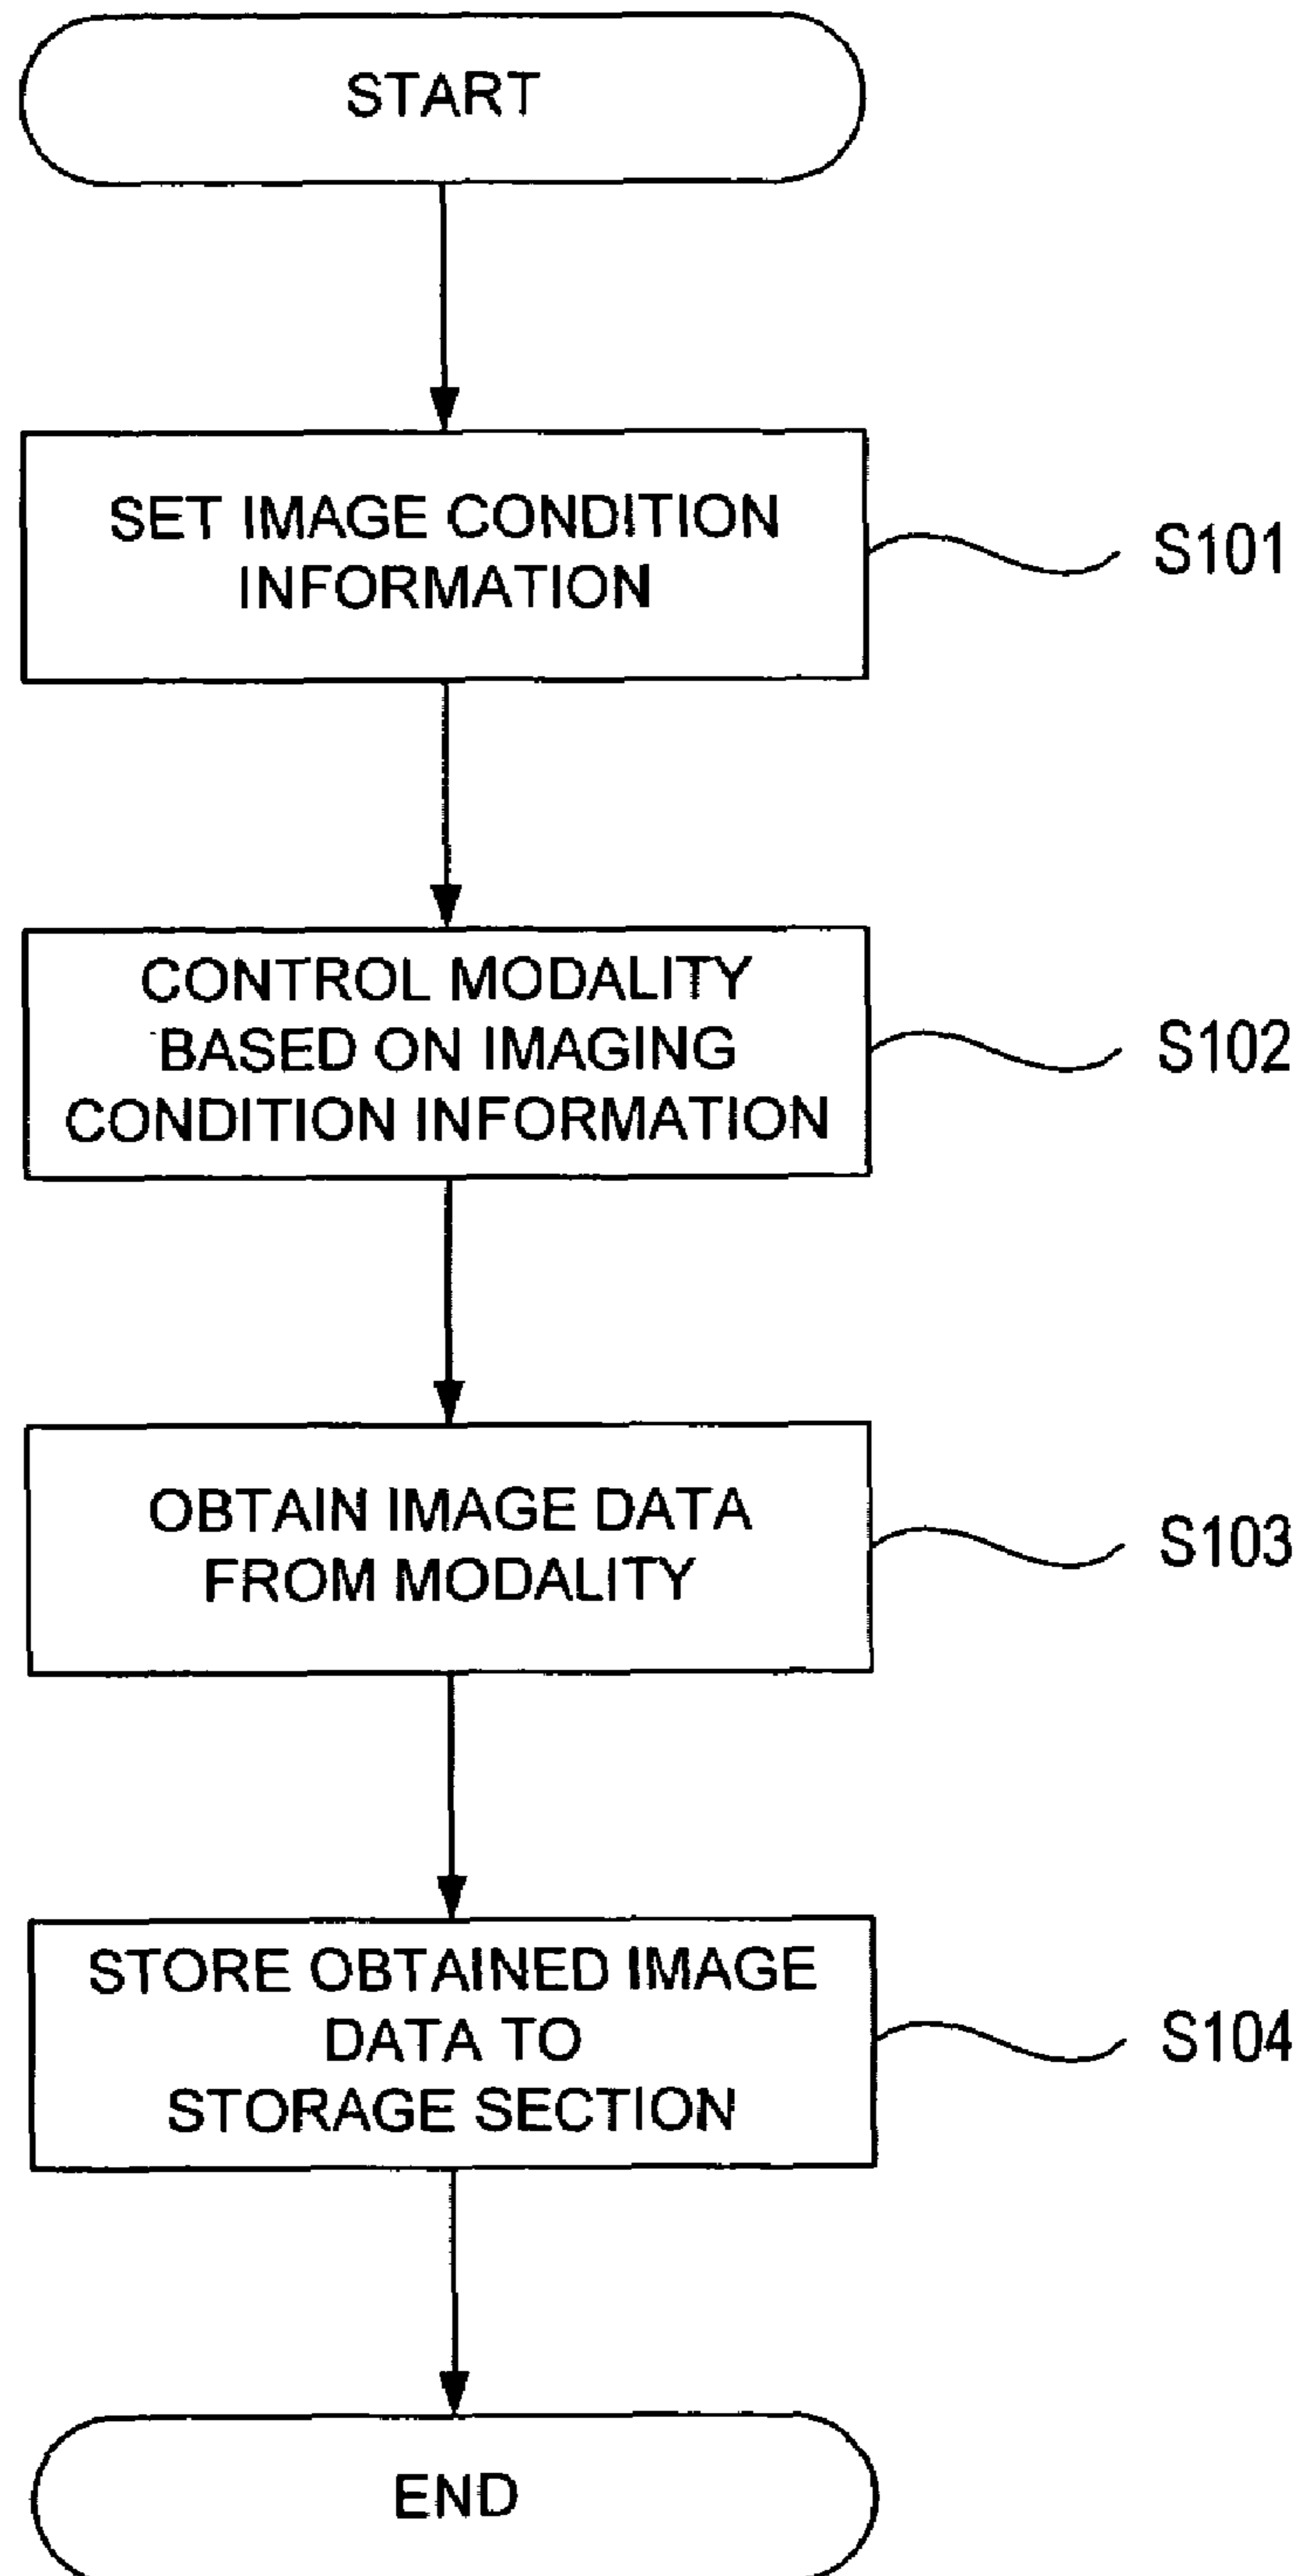 START
SET IMAGE CONDITION
INFORMATION
S101
CONTROL MODALITY
BASED ON IMAGING
CONDITION INFORMATION
S102
OBTAIN IMAGE DATA
FROM MODALITY
S103
STORE OBTAINED IMAGE
DATA TO
STORAGE SECTION
S104
END